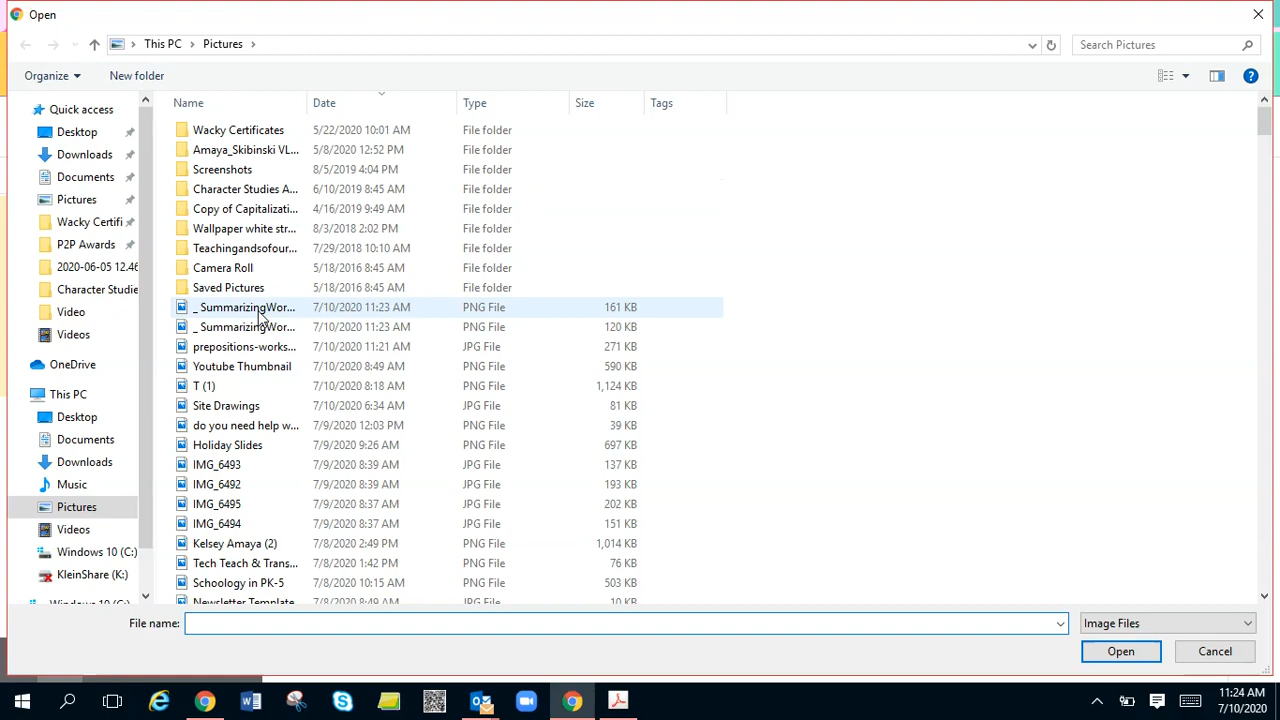 Open
This PC > Pictures >
Search Pictures
Organize
New folder
Name Date Type Size Tags
Quick access
Desktop
Downloads
Documents
Pictures
Wacky Certifi
P2P Awards
2020-06-05 12.46
Character Studie
Video
Videos
OneDrive
This PC
Desktop
Documents
Downloads
Music
Pictures
Videos
Windows 10 (C:)
KleinShare (K:)
Windows 10 (C:)
Wacky Certificates 5/22/2020 10:01 AM File folder
Amaya_Skibinski VL... 5/8/2020 12:52 PM File folder
Screenshots 8/5/2019 4:04 PM File folder
Character Studies A... 6/10/2019 8:45 AM File folder
Copy of Capitalizati... 4/16/2019 9:49 AM File folder
Wallpaper white str... 8/3/2018 2:02 PM File folder
Teachingandsofour... 7/29/2018 10:10 AM File folder
Camera Roll 5/18/2016 8:45 AM File folder
Saved Pictures 5/18/2016 8:45 AM File folder
_ SummarizingWor... 7/10/2020 11:23 AM PNG File 161 KB
_ SummarizingWor... 7/10/2020 11:23 AM PNG File 120 KB
prepositions-works... 7/10/2020 11:21 AM JPG File 271 KB
Youtube Thumbnail 7/10/2020 8:49 AM PNG File 590 KB
T (1) 7/10/2020 8:18 AM PNG File 1,124 KB
Site Drawings 7/10/2020 6:34 AM JPG File 81 KB
do you need help w... 7/9/2020 12:03 PM PNG File 39 KB
Holiday Slides 7/9/2020 9:26 AM PNG File 697 KB
IMG_6493 7/9/2020 8:39 AM JPG File 137 KB
IMG_6492 7/9/2020 8:39 AM JPG File 193 KB
IMG_6495 7/9/2020 8:37 AM JPG File 202 KB
IMG_6494 7/9/2020 8:37 AM JPG File 151 KB
Kelsey Amaya (2) 7/8/2020 2:49 PM PNG File 1,014 KB
Tech Teach & Trans... 7/8/2020 1:42 PM PNG File 76 KB
Schoology in PK-5 7/8/2020 10:15 AM PNG File 503 KB
Newsletter Template 7/8/2020 8:49 AM JPG File 10 KB
File name:
Image Files
Open
Cancel
11:24 AM
7/10/2020